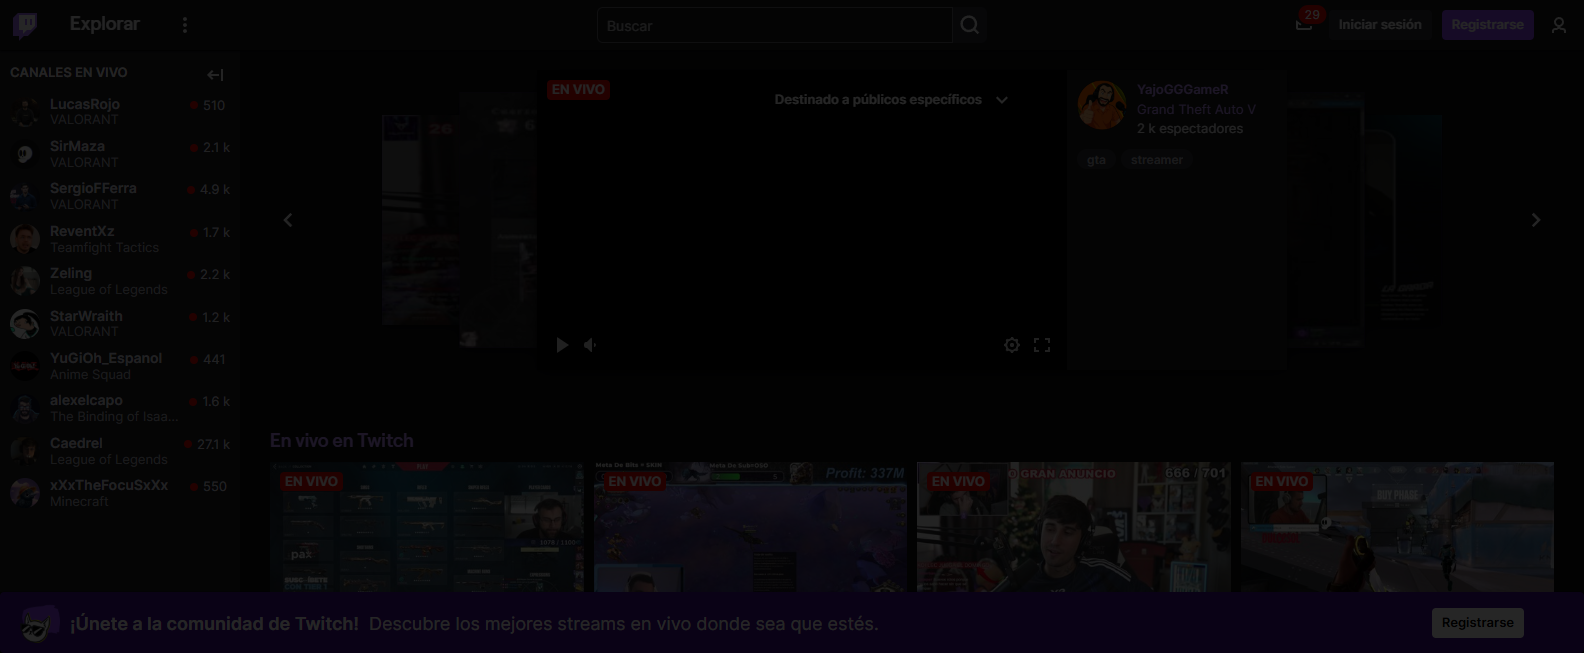 Explorar
Buscar
29
Iniciar sesión
Registrarse
CANALES EN VIVO
LucasRojo
510
VALORANT
SirMaza
2.1 k
VALORANT
SergioFFerra
4.9 k
VALORANT
ReventXz
1.7 k
Teamfight Tactics
Zeling
2.2 k
League of Legends
StarWraith
1.2 k
VALORANT
YuGiOh_Espanol
441
Anime Squad
alexelcapo
1.6 k
The Binding of Isaa...
Caedrel
27.1 k
League of Legends
xXxTheFocuSxXx
550
Minecraft
26
EN VIVO
Destinado a públicos específicos
YajoGGGameR
Grand Theft Auto V
2 k espectadores
gta
streamer
En vivo en Twitch
EN VIVO
EN VIVO
Profit: 337M
EN VIVO
O GRAN ANUNCIO
666 / 701
EN VIVO
BUY PHASE
¡Únete a la comunidad de Twitch! Descubre los mejores streams en vivo donde sea que estés.
Registrarse